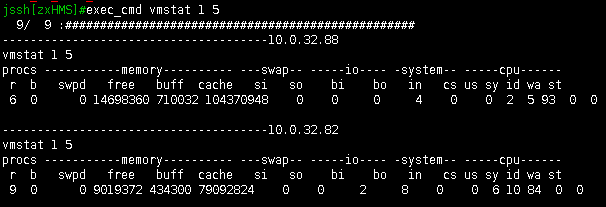 jssh[zxHMS]#exec_cmd vmstat 1 5
9/ 9 :##################################################
--------------------------------------10.0.32.88
vmstat 1 5
procs -----------memory---------- ---swap-- -----io---- -system-- -----cpu------
r b swpd free buff cache si so bi bo in cs us sy id wa st
6 0 0 14698360 710032 104370948 0 0 0 4 0 2 5 93 0 0
--------------------------------------10.0.32.82
vmstat 1 5
procs -----------memory---------- ---swap-- -----io---- -system-- -----cpu------
r b swpd free buff cache si so bi bo in cs us sy id wa st
9 0 0 9019372 434300 79092824 0 0 2 8 0 0 6 10 84 0 0